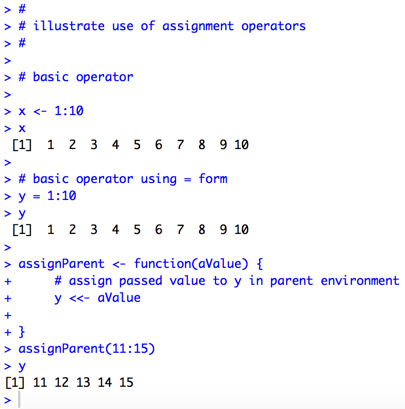 > #
> # illustrate use of assignment operators
> #
>
> # basic operator
>
> x <- 1:10
> x
 [1]  1  2  3  4  5  6  7  8  9 10
>
> # basic operator using = form
> y = 1:10
> y
 [1]  1  2  3  4  5  6  7  8  9 10
>
> assignParent <- function(aValue) {
+      # assign passed value to y in parent environment
+      y <<- aValue
+
+ }
> assignParent(11:15)
> y
[1] 11 12 13 14 15
>